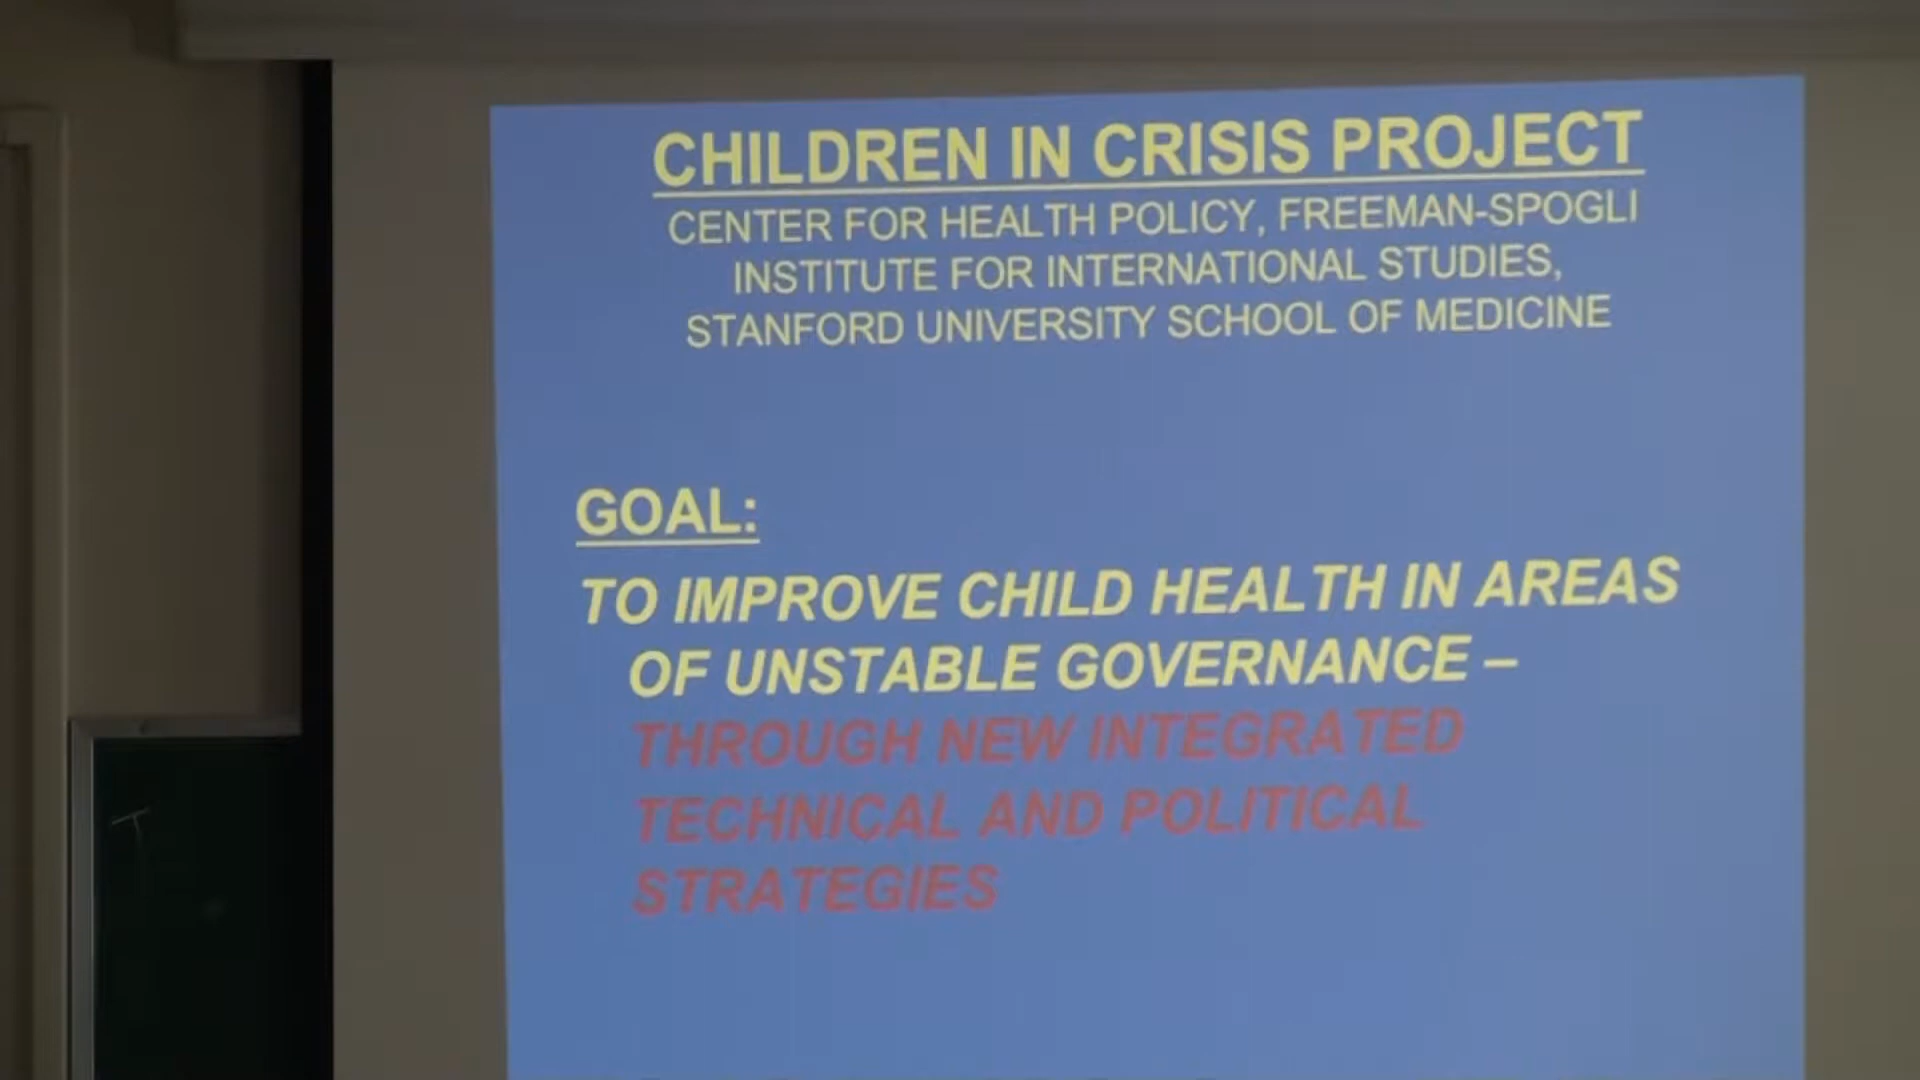 CHILDREN IN CRISIS PROJECT
CENTER FOR HEALTH POLICY, FREEMAN-SPOGLI
INSTITUTE FOR INTERNATIONAL STUDIES,
STANFORD UNIVERSITY SCHOOL OF MEDICINE
GOAL:
TO IMPROVE CHILD HEALTH IN AREAS
OF UNSTABLE GOVERNANCE –
THROUGH NEW INTEGRATED
TECHNICAL AND POLITICAL
STRATEGIES